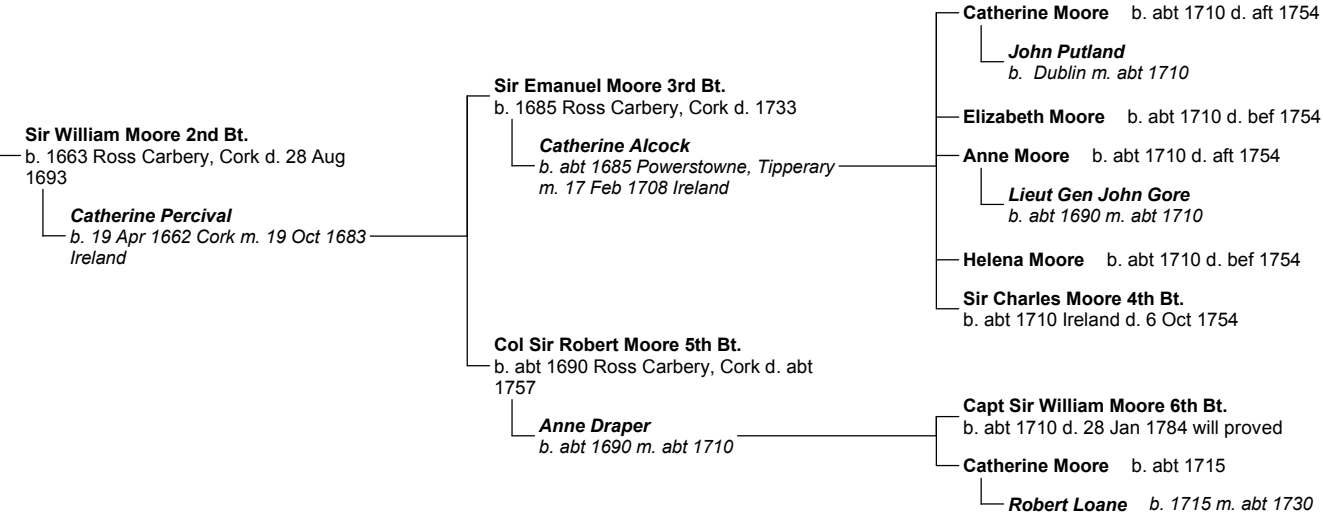 Sir William Moore 2nd Bt.
b. 1663 Ross Carbery, Cork d. 28 Aug
1693
Catherine Percival
b. 19 Apr 1662 Cork m. 19 Oct 1683
Ireland
Sir Emanuel Moore 3rd Bt.
b. 1685 Ross Carbery, Cork d. 1733
Catherine Alcock
b. abt 1685 Powerstowne, Tipperary
m. 17 Feb 1708 Ireland
Catherine Moore b. abt 1710 d. aft 1754
John Putland
b. Dublin m. abt 1710
Elizabeth Moore b. abt 1710 d. bef 1754
Anne Moore b. abt 1710 d. aft 1754
Lieut Gen John Gore
b. abt 1690 m. abt 1710
Helena Moore b. abt 1710 d. bef 1754
Sir Charles Moore 4th Bt.
b. abt 1710 Ireland d. 6 Oct 1754
Col Sir Robert Moore 5th Bt.
b. abt 1690 Ross Carbery, Cork d. abt
1757
Anne Draper
b. abt 1690 m. abt 1710
Capt Sir William Moore 6th Bt.
b. abt 1710 d. 28 Jan 1784 will proved
Catherine Moore b. abt 1715
Robert Loane b. 1715 m. abt 1730